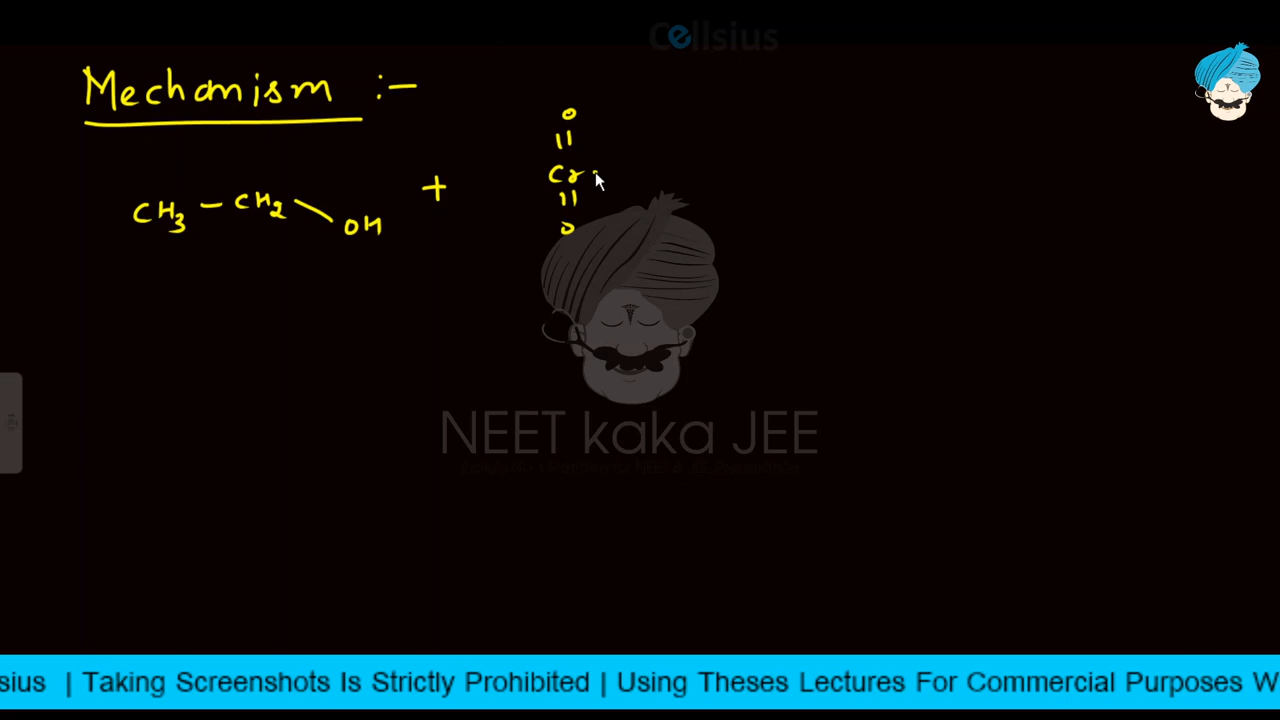 Cellsius
Mechanism :-
O
||
CH3 - CH2 \ OH + Cr
||
O
NEET kaka JEE
sius | Taking Screenshots Is Strictly Prohibited | Using Theses Lectures For Commercial Purposes W